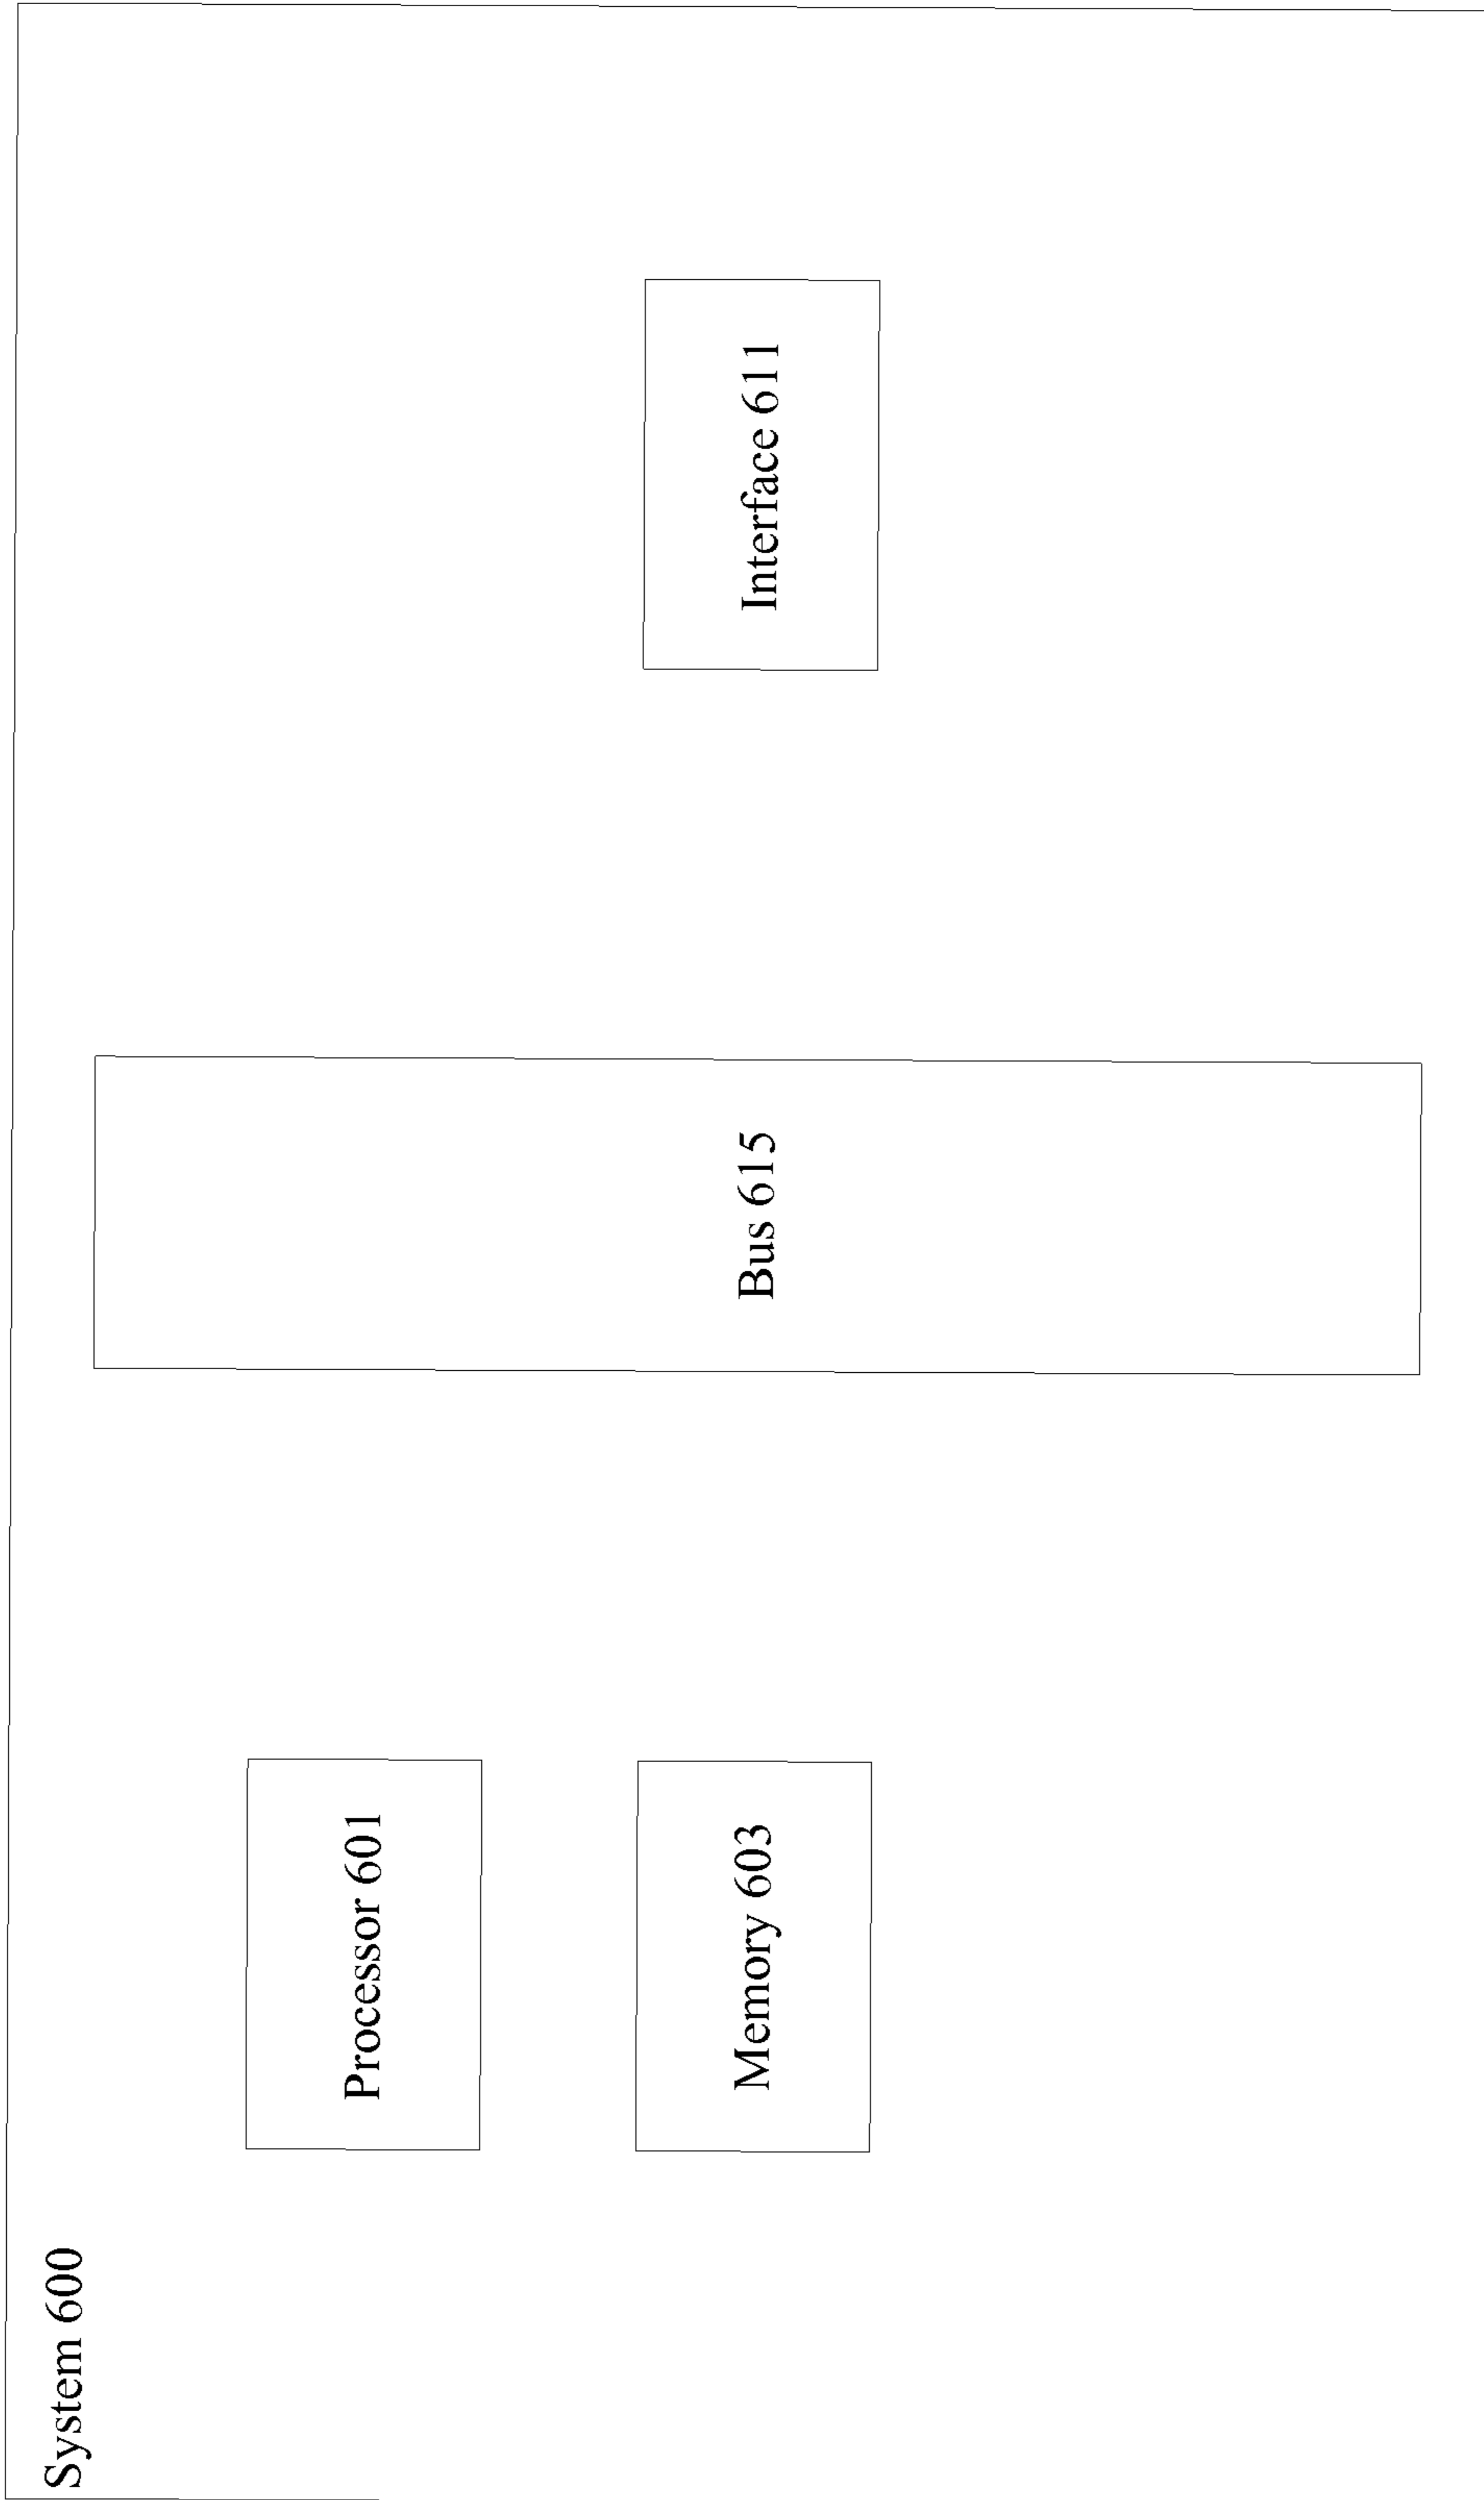 System 600
Processor 601
Memory 603
Bus 615
Interface 611